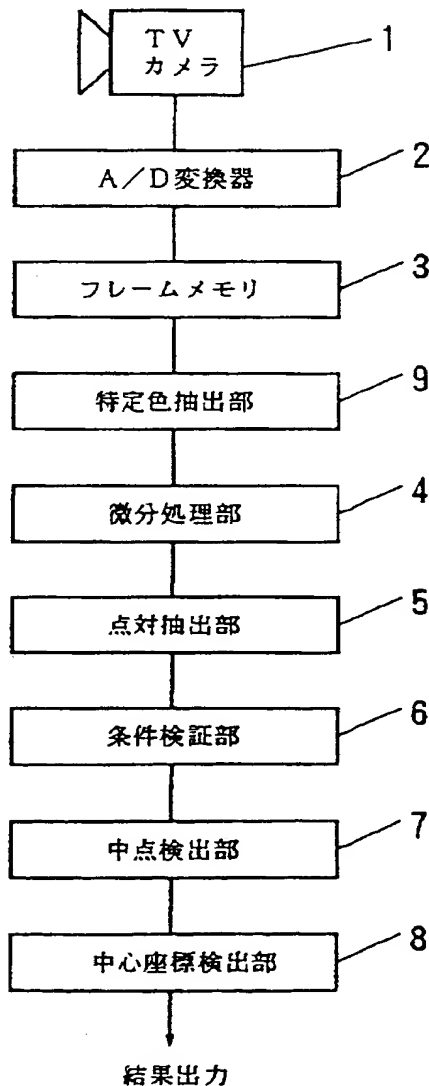 TV
カメラ
1
A/D変換器
2
フレームメモリ
3
特定色抽出部
9
微分処理部
4
点対抽出部
5
条件検証部
6
中点検出部
7
中心座標検出部
8
結果出力